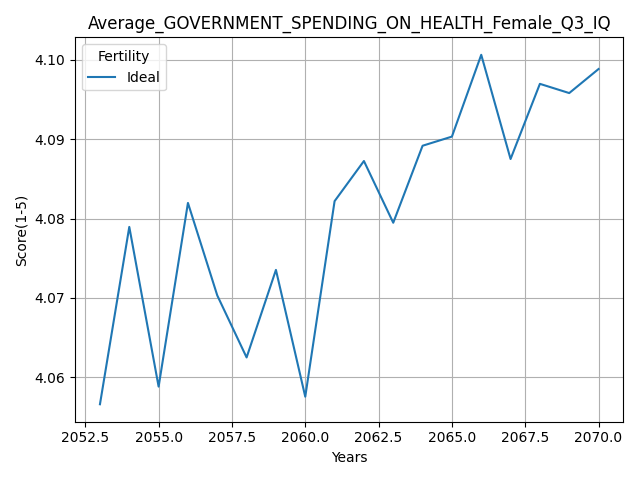 Average_GOVERNMENT_SPENDING_ON_HEALTH_Female_Q3_IQ
Fertility
Ideal
4.10
4.09
4.08
4.07
4.06
Score(1-5)
2052.5 2055.0 2057.5 2060.0 2062.5 2065.0 2067.5 2070.0
Years